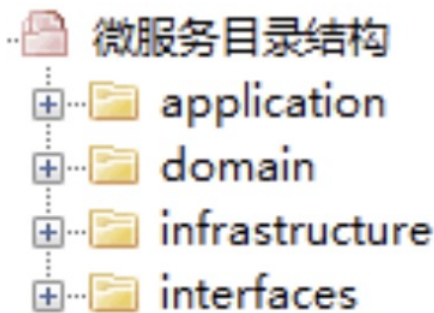 微服务目录结构
application
domain
infrastructure
interfaces